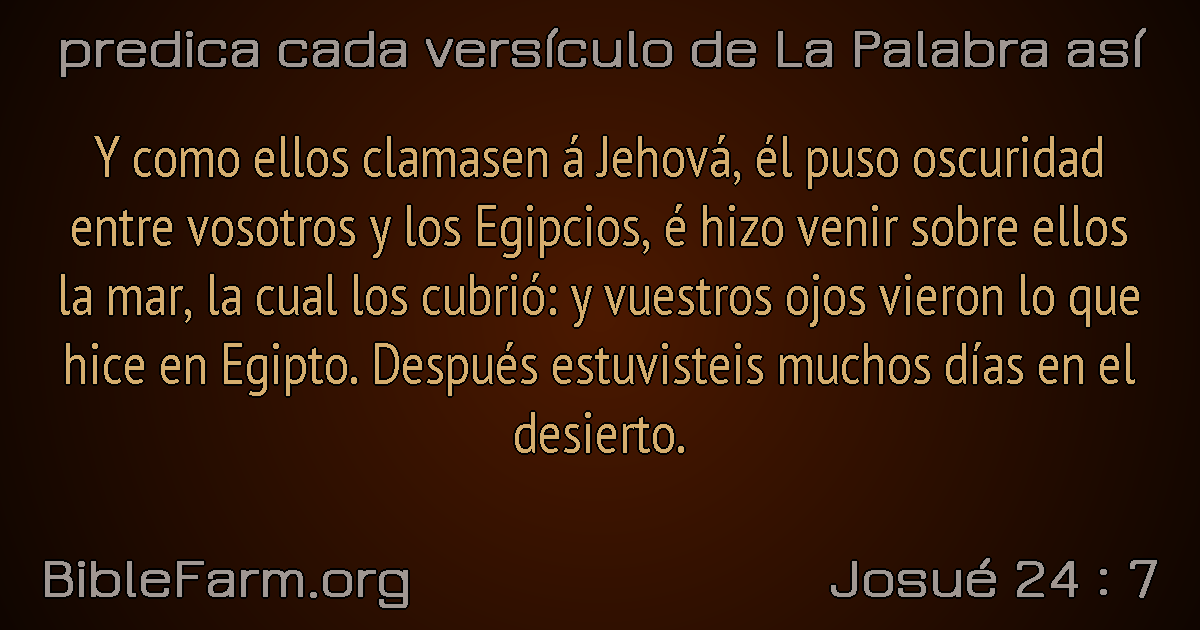 predica cada versículo de La Palabra así
Y como ellos clamasen á Jehová, él puso oscuridad
entre vosotros y los Egipcios, é hizo venir sobre ellos
la mar, la cual los cubrió: y vuestros ojos vieron lo que
hice en Egipto. Después estuvisteis muchos días en el
desierto.
BibleFarm.org
Josué 24 : 7